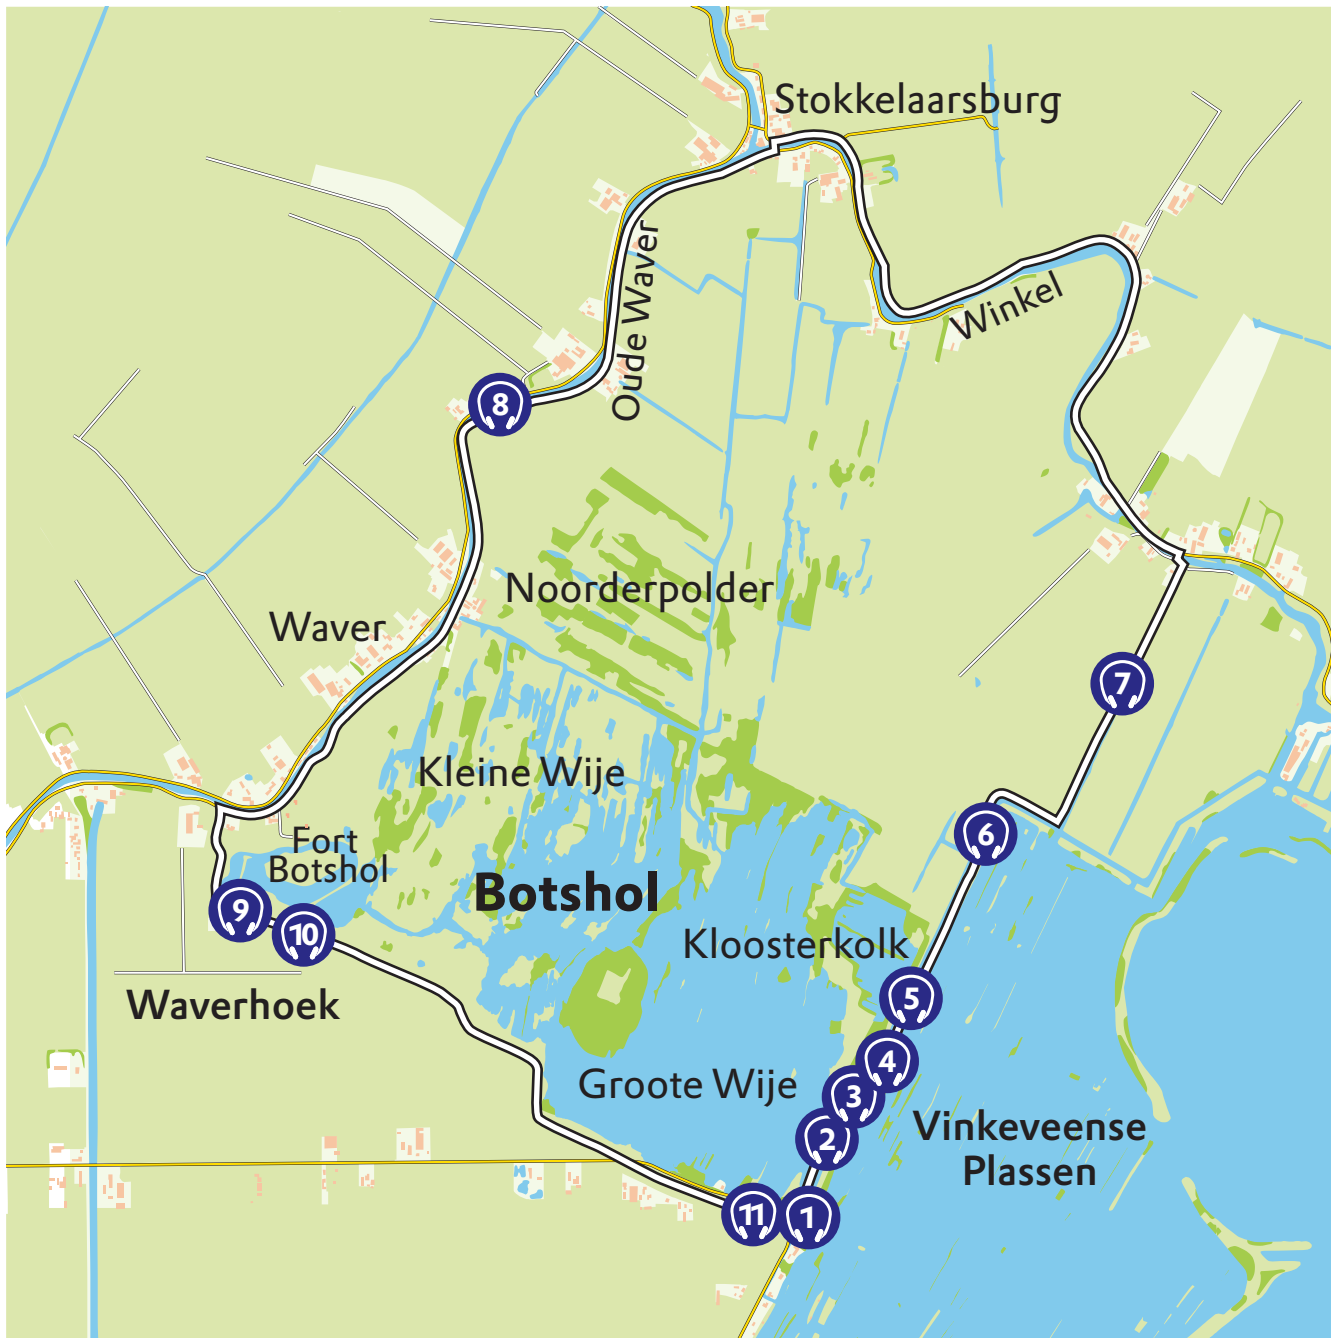 Stokkelaarsburg
Oude Waver
Winkel
8
Noorderpolder
Waver
7
Kleine Wije
6
Fort
Botshol
Botshol
9
10
Kloosterkolk
Waverhoek
5
4
Groote Wije
3
2
Vinkeveense
Plassen
11
1